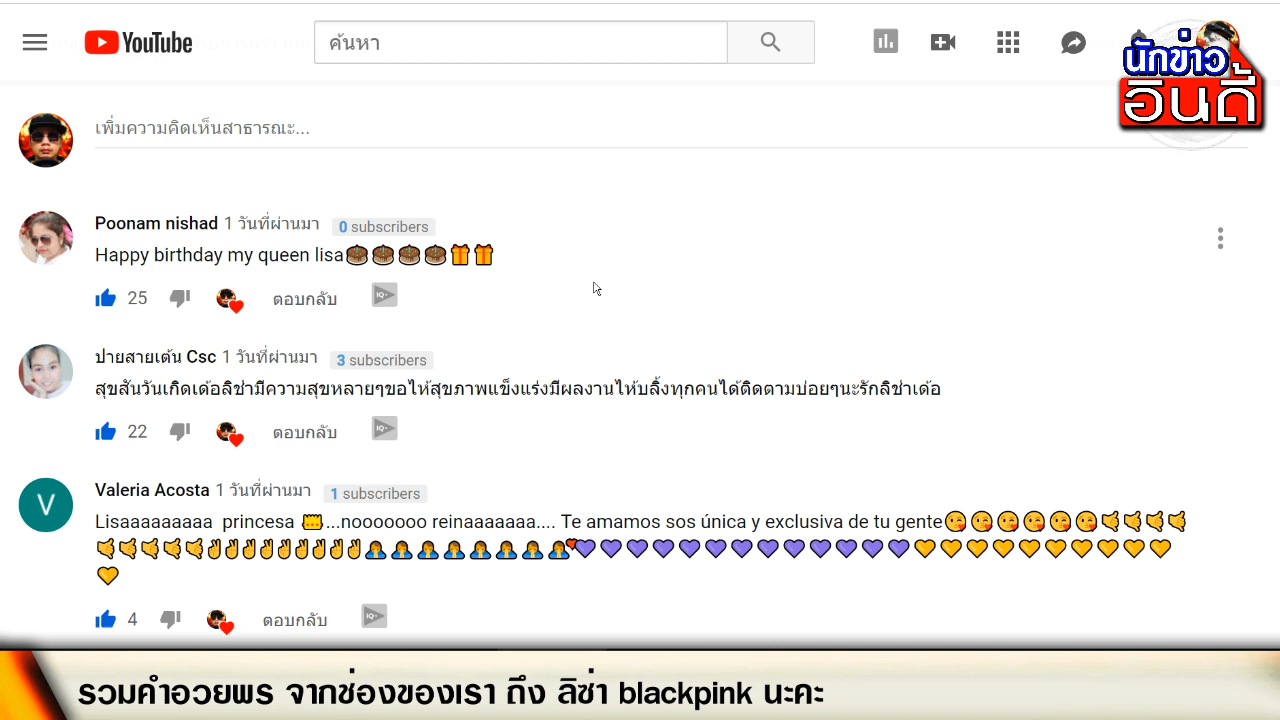 YouTube
ค้นหา
นักข่าว
อินดี้
เพิ่มความคิดเห็นสาธารณะ...
Poonam nishad 1 วันที่ผ่านมา 0 subscribers
Happy birthday my queen lisa🎂🎂🎂🎂🎁🎁
25 ตอบกลับ
ปายสายเต้น Csc 1 วันที่ผ่านมา 3 subscribers
สุขสันวันเกิดเด้อลิซ่ามีความสุขหลายๆขอไห้สุขภาพแข็งแร่งมีผลงานไห้บลิ้งทุกคนได้ติดตามบ่อยๆนะรักลิซ่าเด้อ
22 ตอบกลับ
V
Valeria Acosta 1 วันที่ผ่านมา 1 subscribers
Lisaaaaaaaaa princesa ...nooooooo reinaaaaaaa.... Te amamos sos única y exclusiva de tu gente
4 ตอบกลับ
รวมคำอวยพร จากช่องของเรา ถึง ลิซ่า blackpink นะคะ